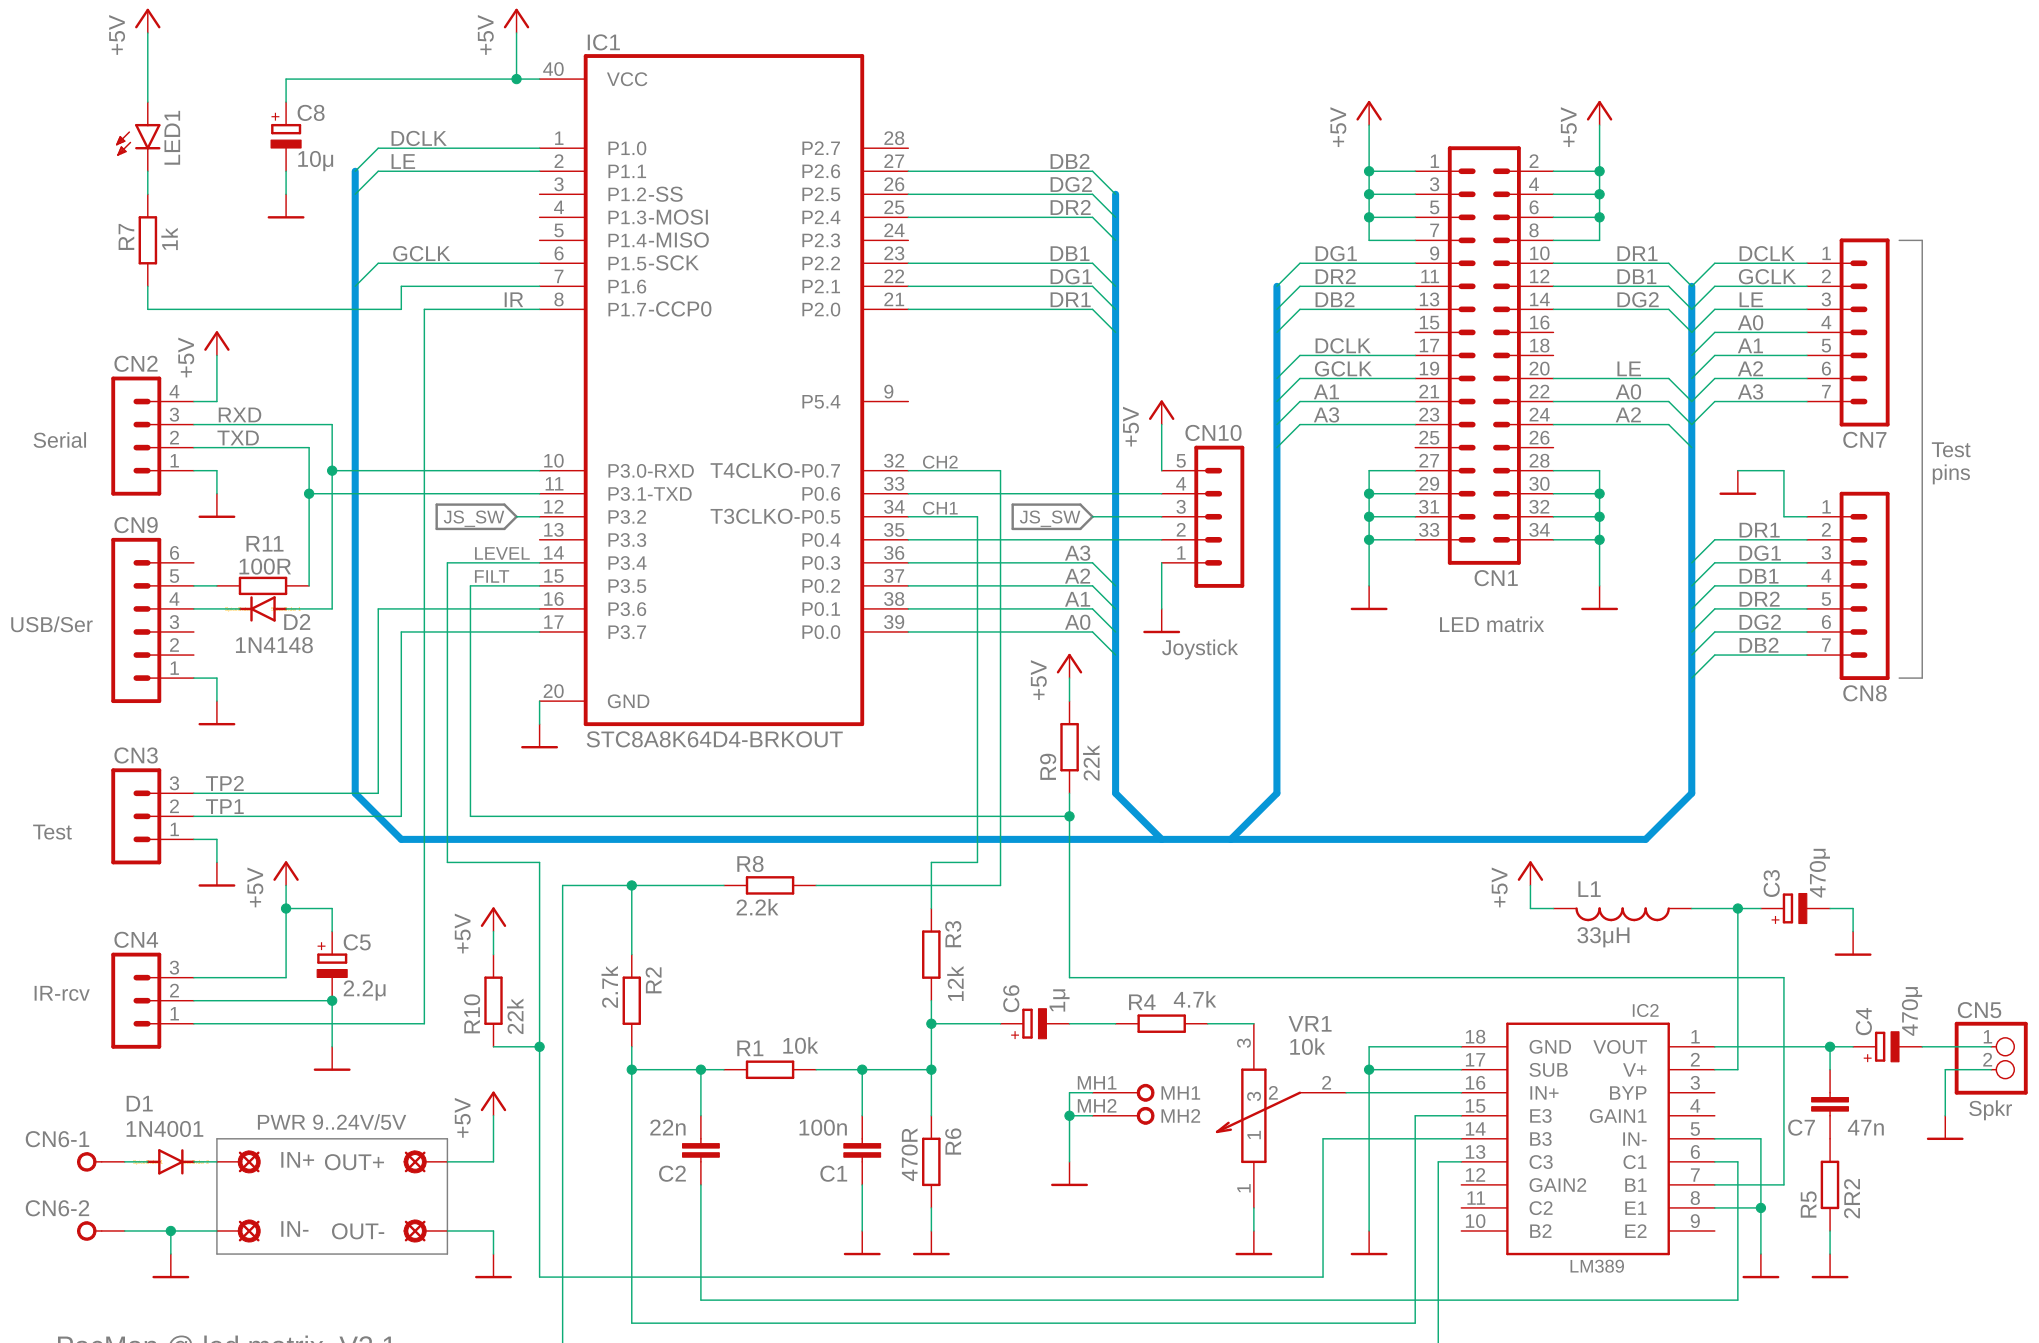 +5V
+5V
IC1
40
VCC
LED1
C8
+
10µ
R7
1k
DCLK
1
P1.0
LE
2
P1.1
3
P1.2-SS
4
P1.3-MOSI
5
P1.4-MISO
GCLK
6
P1.5-SCK
7
P1.6
IR
8
P1.7-CCP0
P2.7
28
P2.6
27
DB2
P2.5
26
DG2
P2.4
25
DR2
P2.3
24
P2.2
23
DB1
P2.1
22
DG1
P2.0
21
DR1
P5.4
9
10
P3.0-RXD
11
P3.1-TXD
JS_SW
12
P3.2
13
P3.3
LEVEL
14
P3.4
FILT
15
P3.5
16
P3.6
17
P3.7
20
GND
T4CLKO-P0.7
32
CH2
P0.6
33
T3CLKO-P0.5
34
CH1
P0.4
35
P0.3
36
A3
P0.2
37
A2
P0.1
38
A1
P0.0
39
A0
STC8A8K64D4-BRKOUT
JS_SW
+5V
CN10
5
4
3
2
1
Joystick
+5V
+5V
1
2
3
4
5
6
7
8
DG1
9
10
DR1
DR2
11
12
DB1
DB2
13
14
DG2
15
16
DCLK
17
18
GCLK
19
20
LE
A1
21
22
A0
A3
23
24
A2
25
26
27
28
29
30
31
32
33
34
CN1
LED matrix
DCLK
1
GCLK
2
LE
3
A0
4
A1
5
A2
6
A3
7
CN7
Test
pins
1
DR1
2
DG1
3
DB1
4
DR2
5
DG2
6
DB2
7
CN8
CN2
+5V
4
3
RXD
2
TXD
1
Serial
CN9
6
5
4
3
2
1
R11
100R
D2
1N4148
USB/Ser
CN3
3
TP2
2
TP1
1
Test
+5V
CN4
3
2
1
IR-rcv
+
C5
2.2µ
D1
1N4001
CN6-1
CN6-2
PWR 9..24V/5V
IN+
OUT+
IN-
OUT-
+5V
+5V
R10
22k
+5V
R9
22k
R8
2.2k
2.7k
R2
R3
12k
R1
10k
22n
C2
100n
C1
470R
R6
C6
+
1µ
R4
4.7k
VR1
10k
3
3
2
2
1
1
MH1
MH1
MH2
MH2
+5V
L1
33µH
C3
+
470µ
IC2
18
GND
17
SUB
16
IN+
15
E3
14
B3
13
C3
12
GAIN2
11
C2
10
B2
VOUT
1
V+
2
BYP
3
GAIN1
4
IN-
5
C1
6
B1
7
E1
8
E2
9
LM389
C4
+
470µ
CN5
1
2
Spkr
C7
47n
R5
2R2
PacMan @ led matrix V2.1